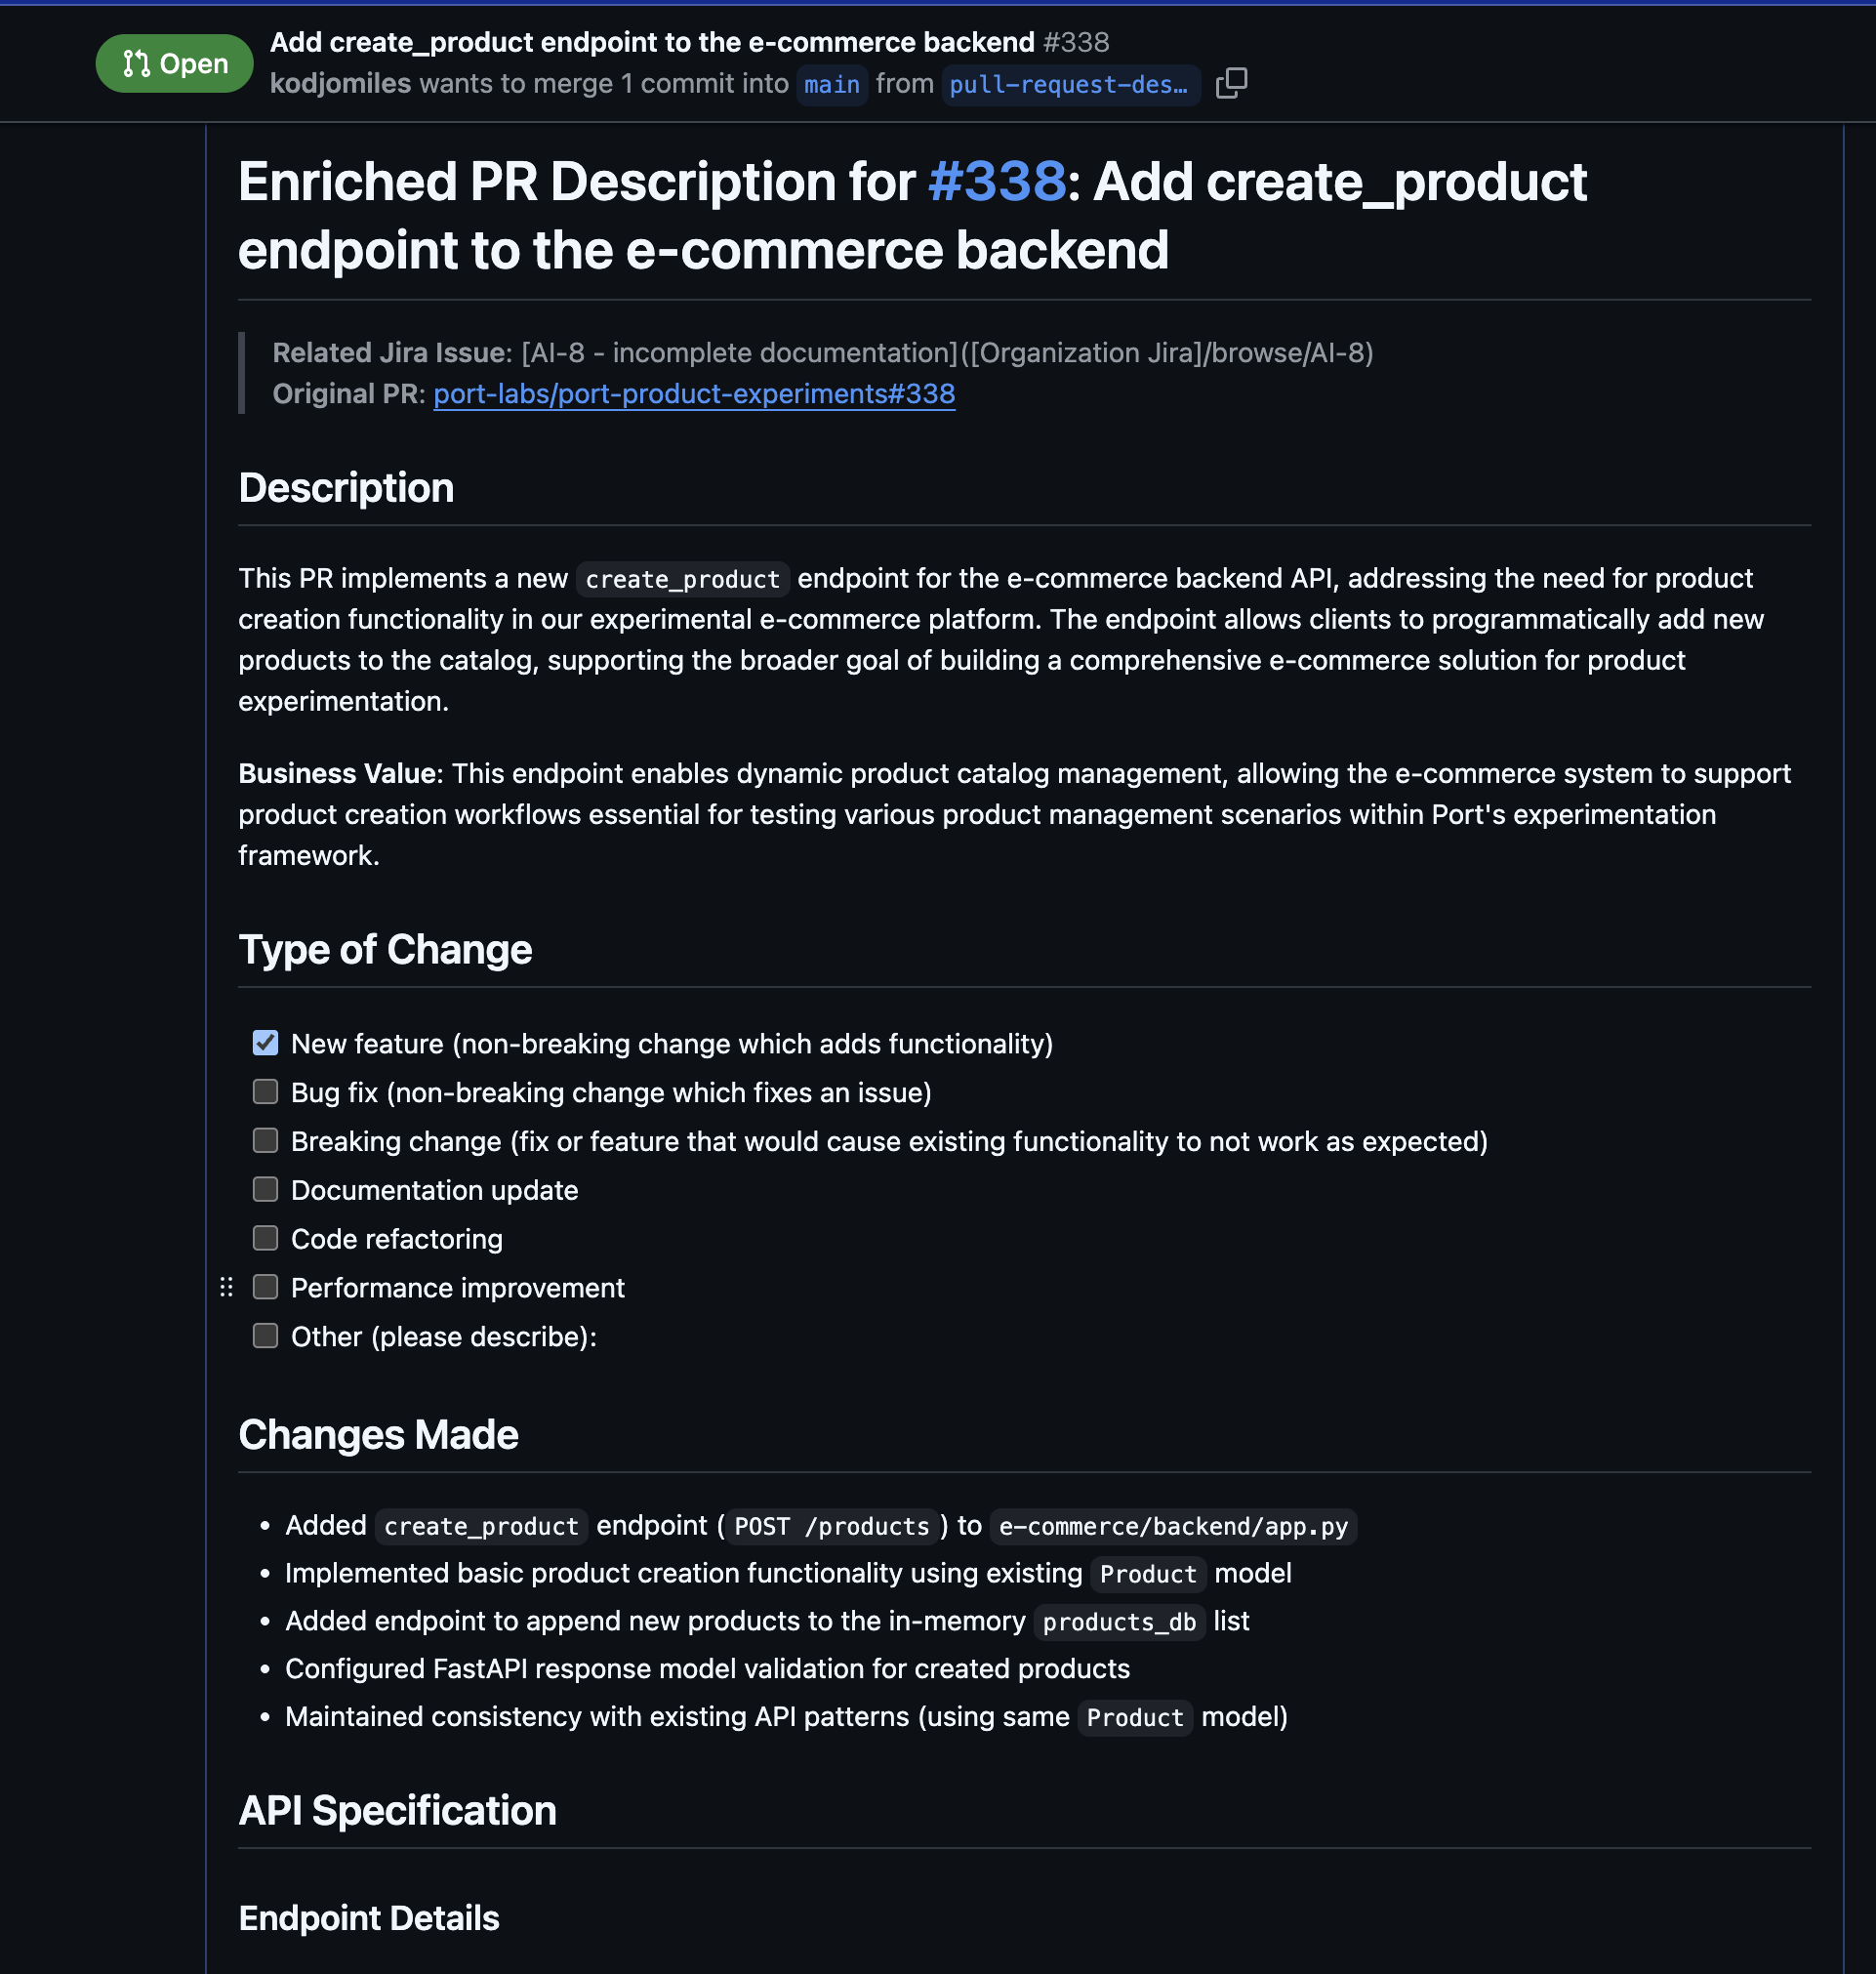 Open
Add create_product endpoint to the e-commerce backend #338
kodjomiles wants to merge 1 commit into main from pull-request-des…
Enriched PR Description for #338: Add create_product
endpoint to the e-commerce backend
Related Jira Issue: [AI-8 - incomplete documentation]([Organization Jira]/browse/AI-8)
Original PR: port-labs/port-product-experiments#338
Description
This PR implements a new create_product endpoint for the e-commerce backend API, addressing the need for product
creation functionality in our experimental e-commerce platform. The endpoint allows clients to programmatically add new
products to the catalog, supporting the broader goal of building a comprehensive e-commerce solution for product
experimentation.
Business Value: This endpoint enables dynamic product catalog management, allowing the e-commerce system to support
product creation workflows essential for testing various product management scenarios within Port's experimentation
framework.
Type of Change
New feature (non-breaking change which adds functionality)
Bug fix (non-breaking change which fixes an issue)
Breaking change (fix or feature that would cause existing functionality to not work as expected)
Documentation update
Code refactoring
Performance improvement
Other (please describe):
Changes Made
• Added create_product endpoint ( POST /products ) to e-commerce/backend/app.py
• Implemented basic product creation functionality using existing Product model
• Added endpoint to append new products to the in-memory products_db list
• Configured FastAPI response model validation for created products
• Maintained consistency with existing API patterns (using same Product model)
API Specification
Endpoint Details